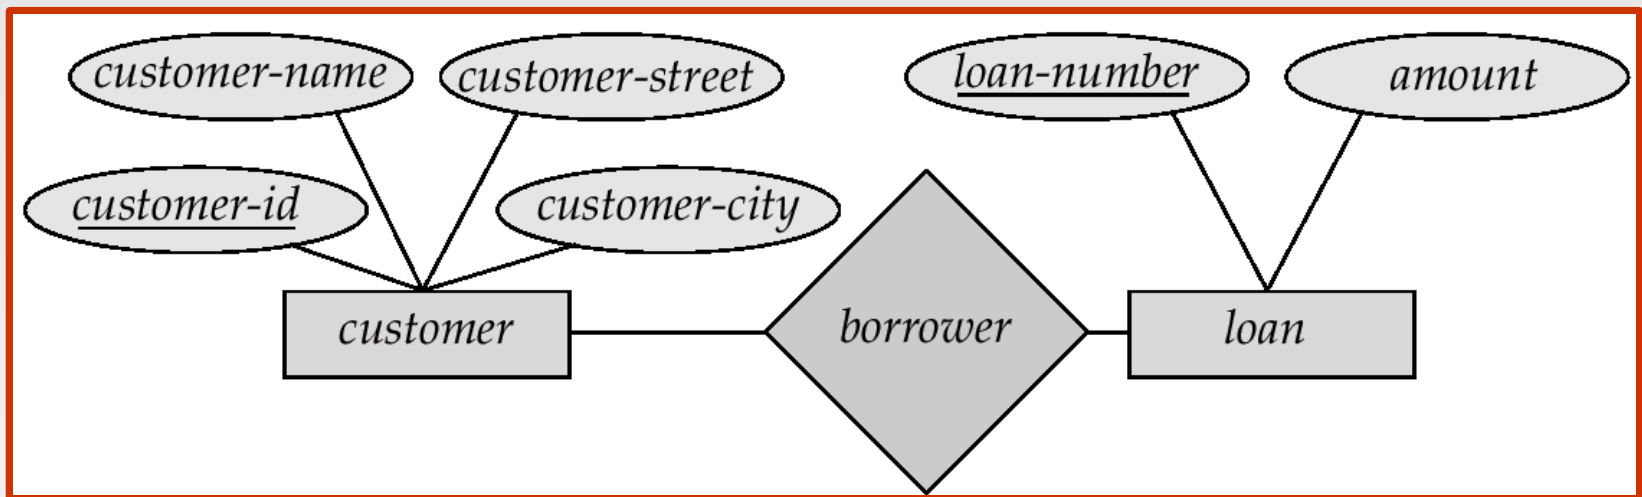 customer-name
customer-street
loan-number
amount
customer-id
customer-city
customer
borrower
loan